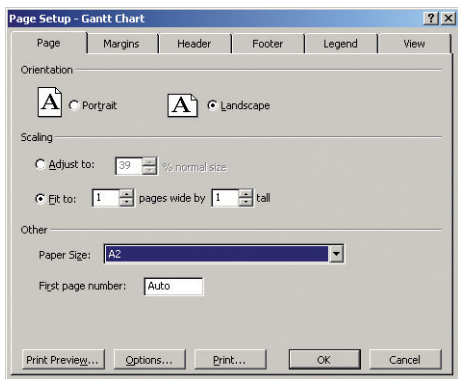 Page Setup - Gantt Chart
Page Margins Header Footer Legend View
Orientation
A Portrait A Landscape
Scaling
Adjust to: 39 % normal size
Fit to: 1 pages wide by 1 tall
Other
Paper Size: A2
First page number: Auto
Print Preview... Options... Print... OK Cancel